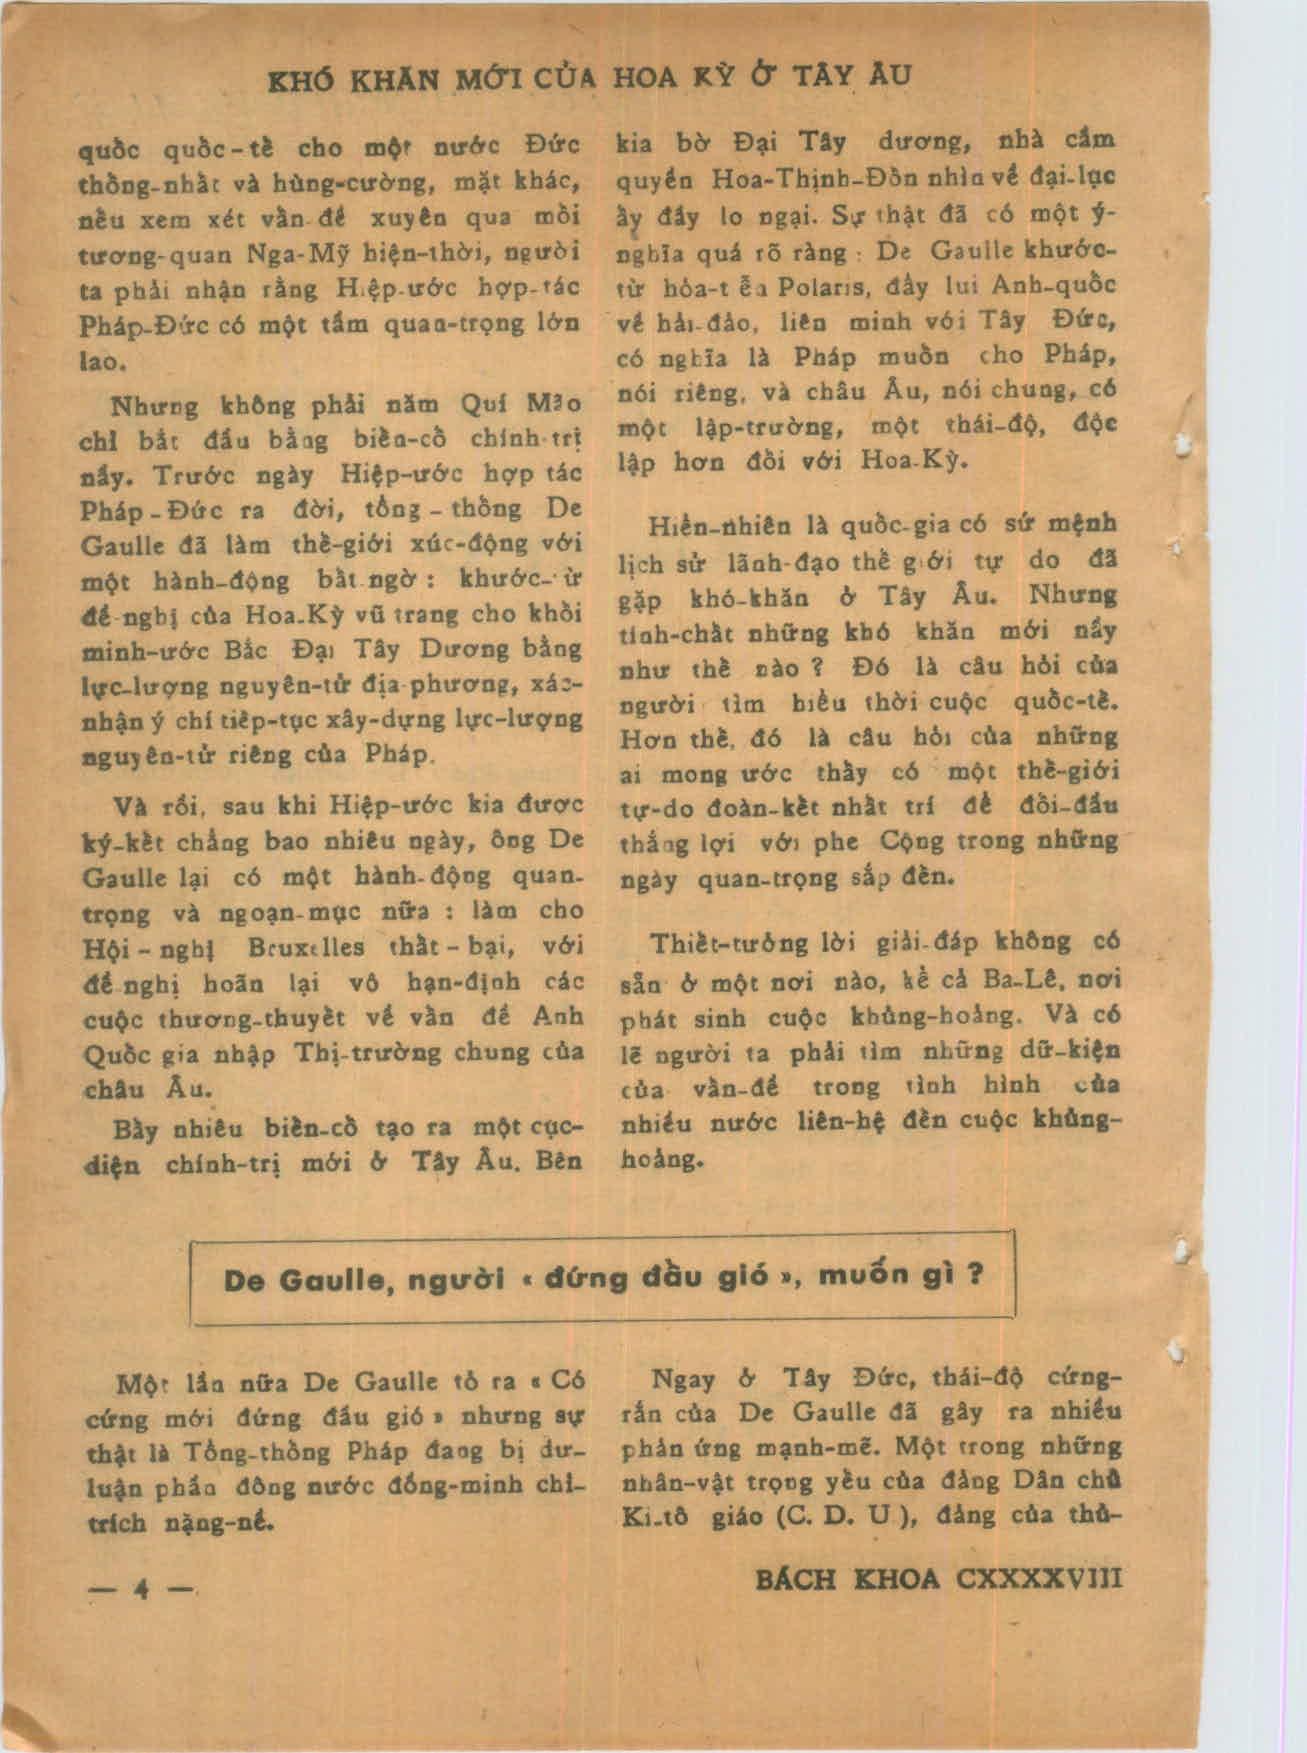 KHÓ KHĂN MỚI CỦA HOA KỲ Ở TÂY ÂU
quốc quốc-tế cho một nước Đức
thống-nhất và hùng-cường, mặt khác,
nếu xem xét vấn-đề xuyên qua mối
tương-quan Nga-Mỹ hiện-thời, người
ta phải nhận rằng Hiệp-ước hợp-tác
Pháp-Đức có một tầm quan-trọng lớn
lao.
Nhưng không phải năm Quí Mão
chỉ bắt đầu bằng biến-cố chính-trị
nầy. Trước ngày Hiệp-ước hợp tác
Pháp-Đức ra đời, tổng-thống De
Gaulle đã làm thế-giới xúc-động với
một hành-động bất ngờ : khước-từ
đề-nghị của Hoa-Kỳ vũ trang cho khối
minh-ước Bắc Đại Tây Dương bằng
lực-lượng nguyên-tử địa-phương, xác-
nhận ý chí tiếp-tục xây-dựng lực-lượng
nguyên-tử riêng của Pháp.
Và rồi, sau khi Hiệp-ước kia được
ký-kết chẳng bao nhiêu ngày, ông De
Gaulle lại có một hành-động quan-
trọng và ngoạn-mục nữa : làm cho
Hội-nghị Bruxelles thất-bại, với
đề-nghị hoãn lại vô hạn-định các
cuộc thương-thuyết về vấn đề Anh
Quốc gia nhập Thị-trường chung của
châu Âu.
Bấy nhiêu biến-cố tạo ra một cục-
diện chính-trị mới ở Tây Âu. Bên
kia bờ Đại Tây dương, nhà cầm
quyền Hoa-Thịnh-Đốn nhìn về đại-lục
ấy đầy lo ngại. Sự thật đã có một ý-
nghĩa quá rõ ràng : De Gaulle khước-
từ hỏa-tiễn Polaris, đẩy lui Anh-quốc
về hải-đảo, liên minh với Tây Đức,
có nghĩa là Pháp muốn cho Pháp,
nói riêng, và châu Âu, nói chung, có
một lập-trường, một thái-độ, độc
lập hơn đối với Hoa-Kỳ.
Hiển-nhiên là quốc-gia có sứ mệnh
lịch sử lãnh-đạo thế giới tự do đã
gặp khó-khăn ở Tây Âu. Nhưng
tính-chất những khó khăn mới nầy
như thế nào ? Đó là câu hỏi của
người tìm hiểu thời cuộc quốc-tế.
Hơn thế, đó là câu hỏi của những
ai mong ước thấy có một thế-giới
tự-do đoàn-kết nhất trí để đối-đầu
thắng lợi với phe Cộng trong những
ngày quan-trọng sắp đến.
Thiết-tưởng lời giải-đáp không có
sẵn ở một nơi nào, kể cả Ba-Lê, nơi
phát sinh cuộc khủng-hoảng. Và có
lẽ người ta phải tìm những dữ-kiện
của vấn-đề trong tình hình của
nhiều nước liên-hệ đến cuộc khủng-
hoảng.
De Gaulle, người « đứng đầu gió », muốn gì ?
Một lần nữa De Gaulle tỏ ra « Có
cứng mới đứng đầu gió » nhưng sự
thật là Tổng-thống Pháp đang bị dư-
luận phần đông nước đồng-minh chỉ-
trích nặng-nề.
Ngay ở Tây Đức, thái-độ cứng-
rắn của De Gaulle đã gây ra nhiều
phản ứng mạnh-mẽ. Một trong những
nhân-vật trọng yếu của đảng Dân chủ
Ki-tô giáo (C. D. U.), đảng của thủ-
— 4 —
BÁCH KHOA CXXXXVIII